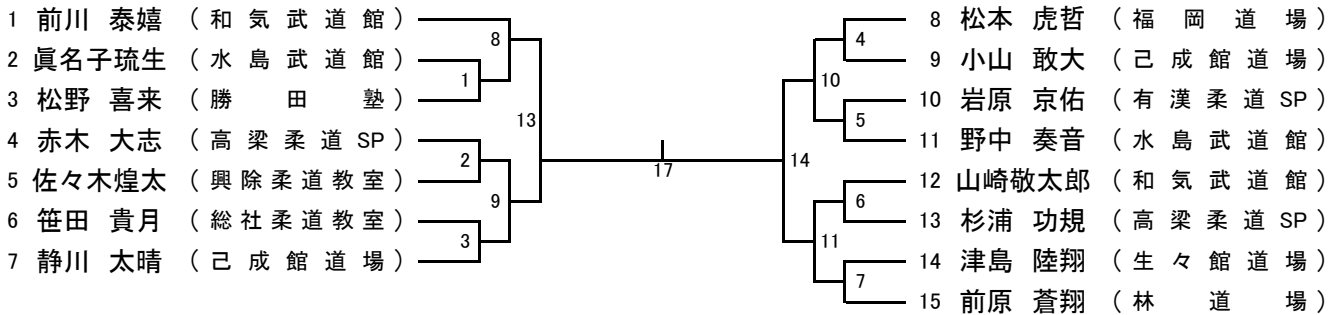 1 前川 泰嬉 （和気武道館）
2 眞名子琉生 （水島武道館）
3 松野 喜来 （勝田塾）
4 赤木 大志 （高梁柔道SP）
5 佐々木煌太 （興除柔道教室）
6 笹田 貴月 （総社柔道教室）
7 静川 太晴 （己成館道場）
8
1
13
2
9
3
17
8 松本 虎哲 （福岡道場）
9 小山 敢大 （己成館道場）
10 岩原 京佑 （有漢柔道SP）
11 野中 奏音 （水島武道館）
12 山崎敬太郎 （和気武道館）
13 杉浦 功規 （高梁柔道SP）
14 津島 陸翔 （生々館道場）
15 前原 蒼翔 （林道場）
4
10
5
14
6
11
7